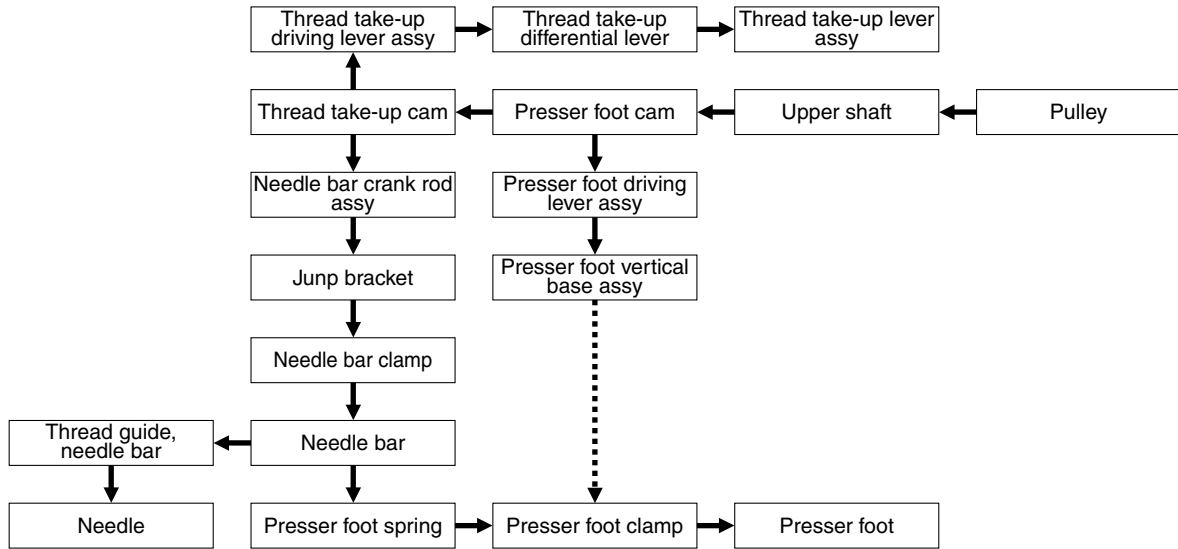 Thread take-up
driving lever assy
Thread take-up
differential lever
Thread take-up lever
assy
Thread take-up cam
Presser foot cam
Upper shaft
Pulley
Needle bar crank rod
assy
Presser foot driving
lever assy
Junp bracket
Presser foot vertical
base assy
Needle bar clamp
Thread guide,
needle bar
Needle bar
Needle
Presser foot spring
Presser foot clamp
Presser foot